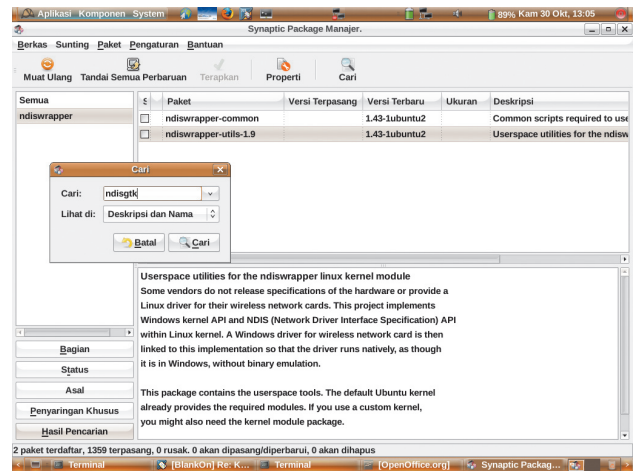 Aplikasi Komponen System 89% Kam 30 Okt, 13:05
Synaptic Package Manajer.
Berkas Sunting Paket Pengaturan Bantuan
Muat Ulang Tandai Semua Perbaruan Terapkan Properti Cari
Semua
ndiswrapper
S Paket Versi Terpasang Versi Terbaru Ukuran Deskripsi
ndiswrapper-common 1.43-1ubuntu2 Common scripts required to use
ndiswrapper-utils-1.9 1.43-1ubuntu2 Userspace utilities for the ndisw
Cari
Cari: ndisgtk
Lihat di: Deskripsi dan Nama
Batal Cari
Userspace utilities for the ndiswrapper linux kernel module
Some vendors do not release specifications of the hardware or provide a
Linux driver for their wireless network cards. This project implements
Windows kernel API and NDIS (Network Driver Interface Specification) API
within Linux kernel. A Windows driver for wireless network card is then
linked to this implementation so that the driver runs natively, as though
it is in Windows, without binary emulation.
This package contains the userspace tools. The default Ubuntu kernel
already provides the required modules. If you use a custom kernel,
you might also need the kernel module package.
Bagian
Status
Asal
Penyaringan Khusus
Hasil Pencarian
2 paket terdaftar, 1359 terpasang, 0 rusak. 0 akan dipasang/diperbarui, 0 akan dihapus
Terminal [BlankOn] Re: K... Terminal [OpenOffice.org] Synaptic Packag...